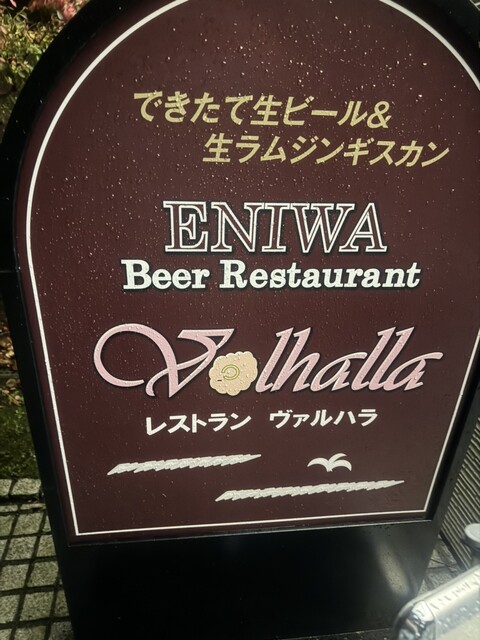 できたて生ビール&
生ラムジンギスカン
ENIWA
Beer Restaurant
Valhalla
レストラン ヴァルハラ